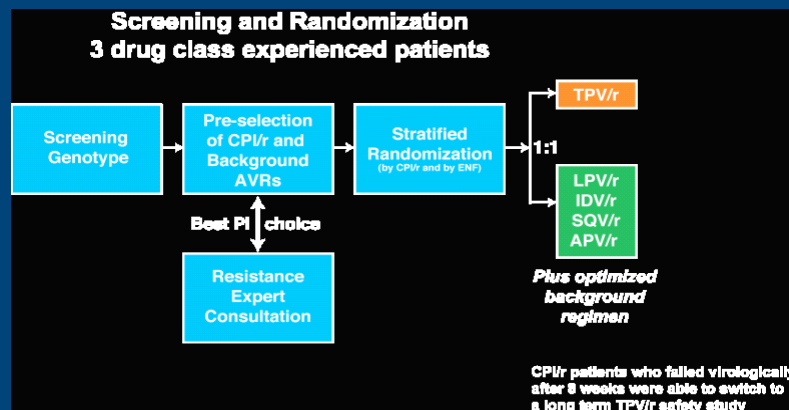 Screening and Randomization
3 drug class experienced patients
Screening
Genotype
Pre-selection
of CPI/r and
Background
AVRs
Stratified
Randomization
(by CPI/r and by ENF)
1:1
TPV/r
LPV/r
IDV/r
SQV/r
APV/r
Best PI choice
Resistance
Expert
Consultation
Plus optimized
background
regimen
CPI/r patients who failed virologically
after 8 weeks were able to switch to
a long term TPV/r safety study